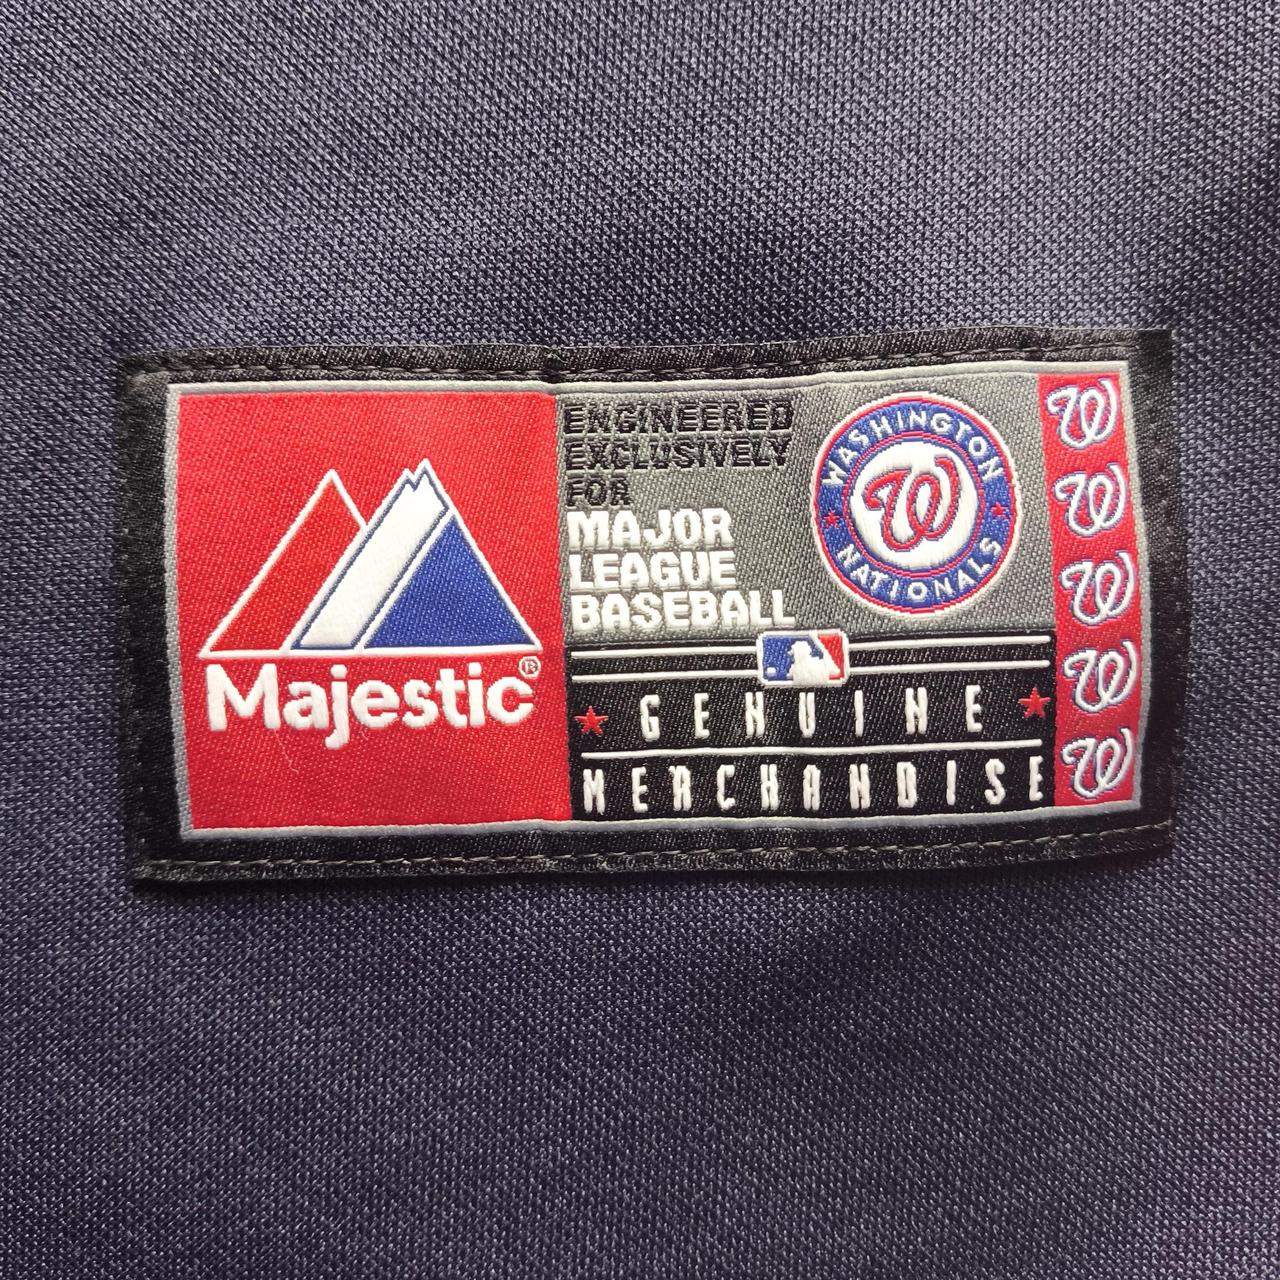 Majestic®
ENGINEERED
EXCLUSIVELY
FOR
MAJOR
LEAGUE
BASEBALL
WASHINGTON
W
NATIONALS
GENUINE
MERCHANDISE
W
W
W
W
W